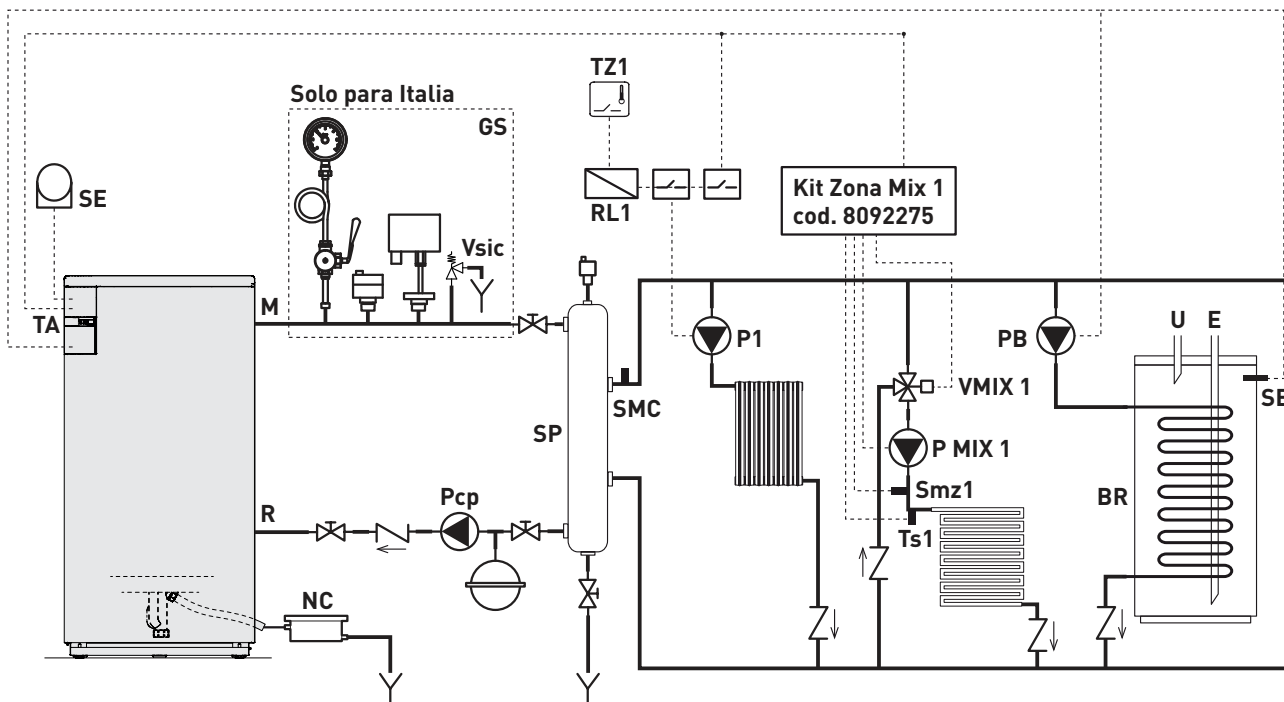 TZ1
Solo para Italia
GS
SE
Kit Zona Mix 1
cod. 8092275
RL1
Vsic
M
TA
P1
PB
U E
VMIX 1
SMC
SP
P MIX 1
Smz1
BR
Pcp
R
Ts1
NC